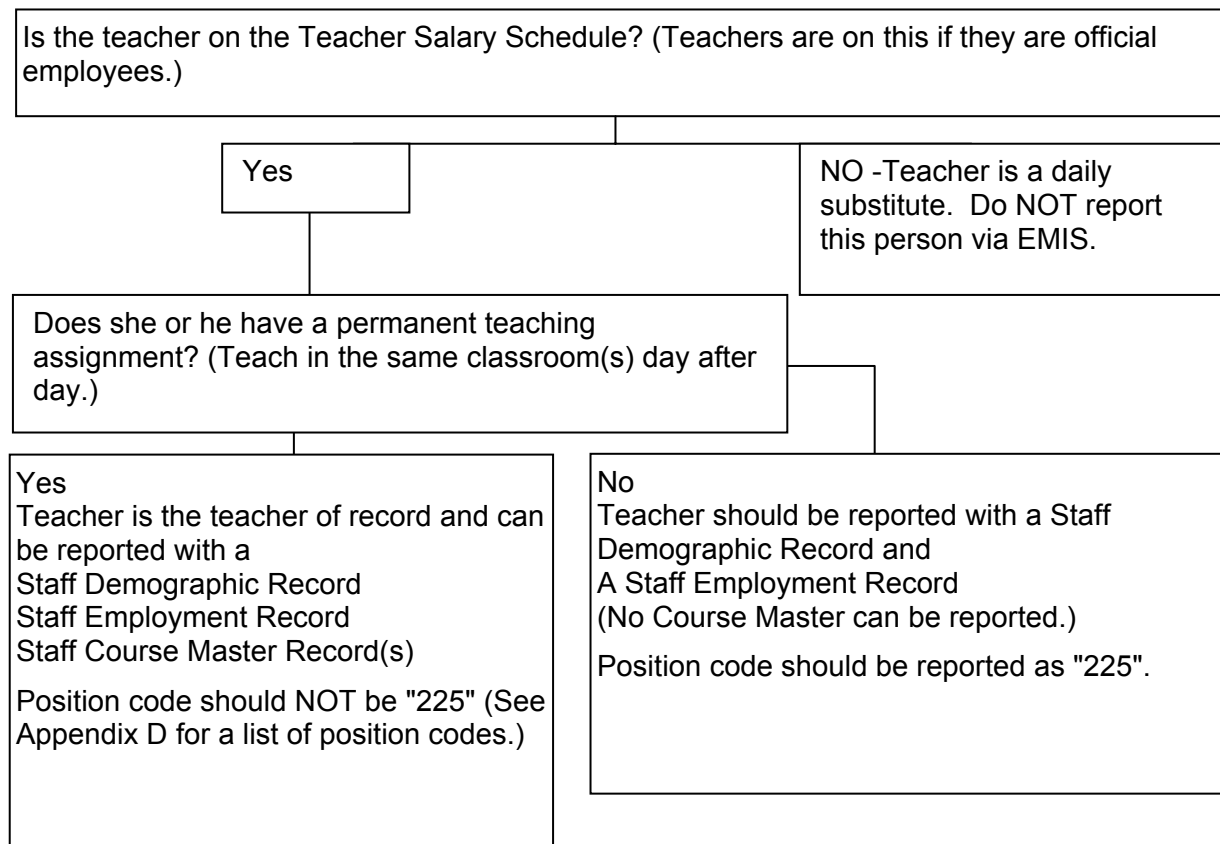 Is the teacher on the Teacher Salary Schedule? (Teachers are on this if they are official
employees.)
Yes
NO -Teacher is a daily
substitute.  Do NOT report
this person via EMIS.
Does she or he have a permanent teaching
assignment? (Teach in the same classroom(s) day after
day.)
Yes
Teacher is the teacher of record and can
be reported with a
Staff Demographic Record
Staff Employment Record
Staff Course Master Record(s)
Position code should NOT be "225" (See
Appendix D for a list of position codes.)
No
Teacher should be reported with a Staff
Demographic Record and
A Staff Employment Record
(No Course Master can be reported.)
Position code should be reported as "225".